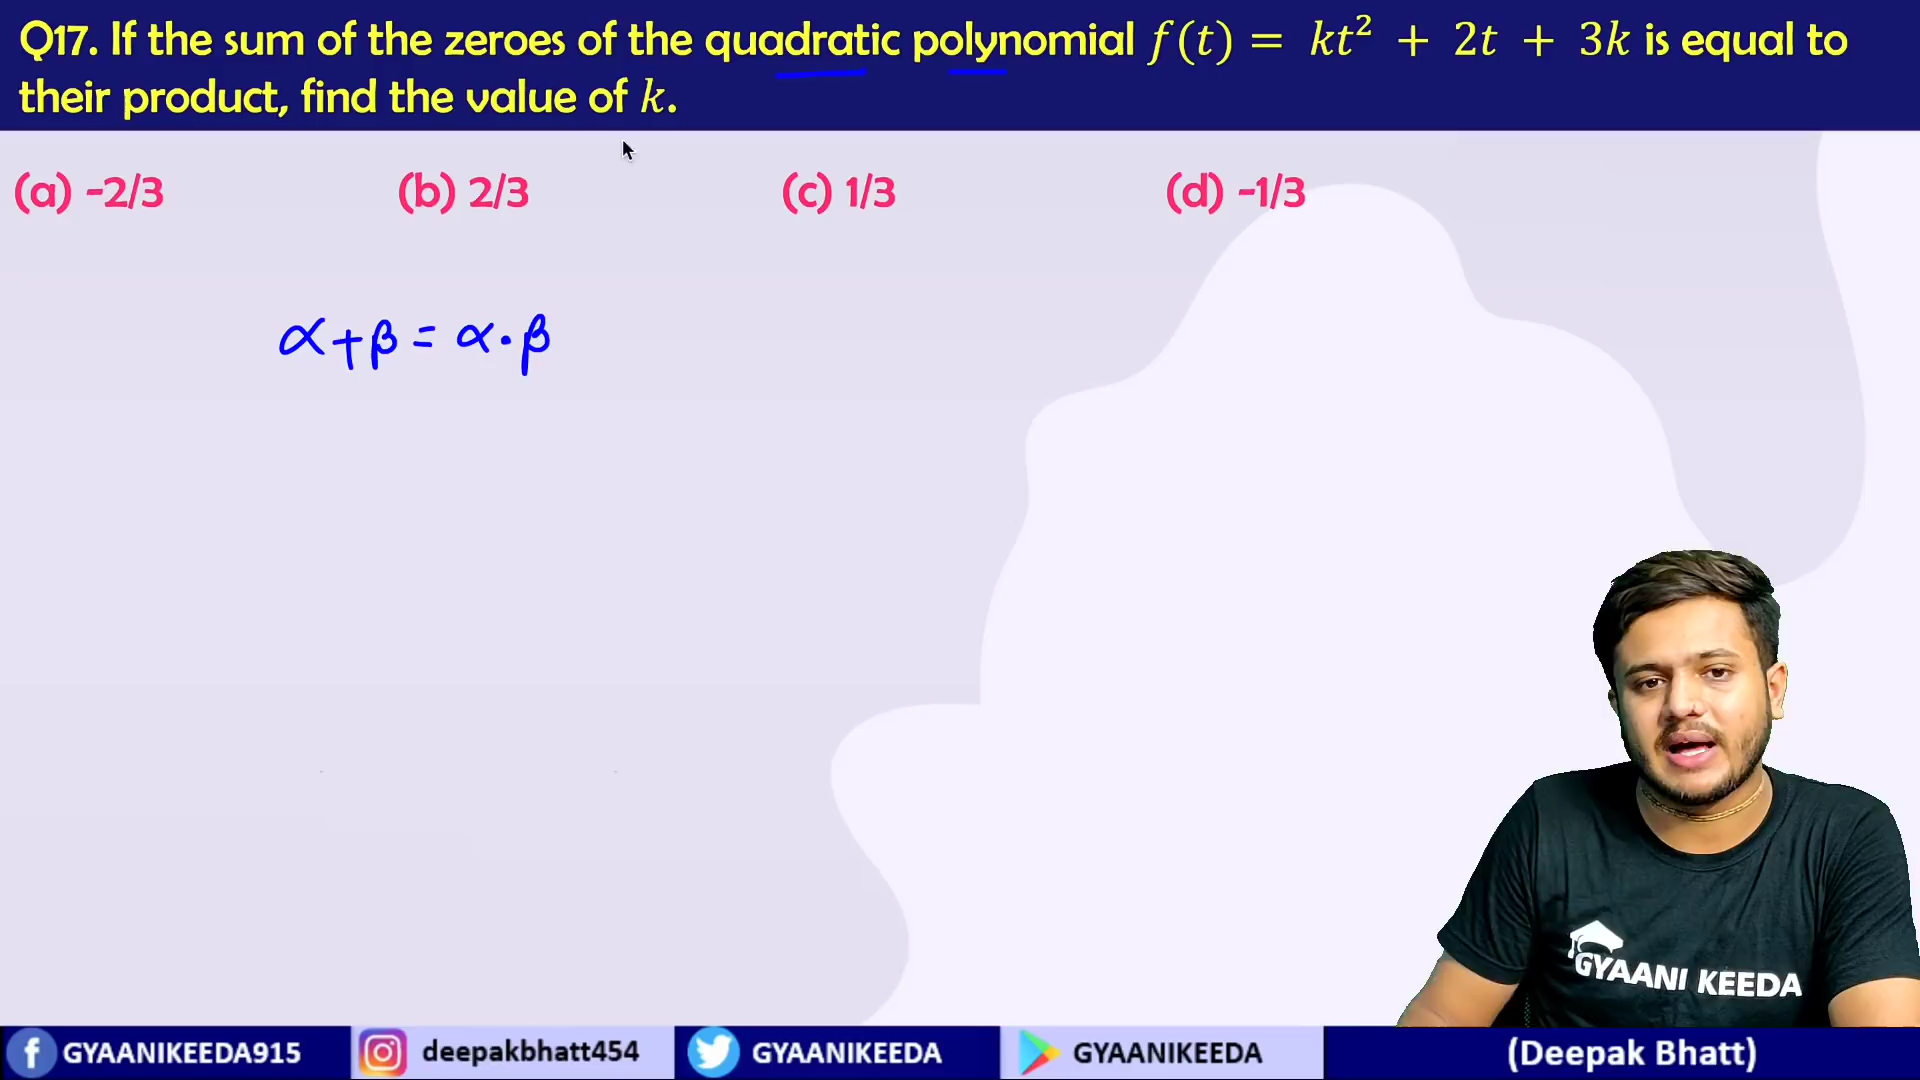 Q17. If the sum of the zeroes of the quadratic polynomial f(t) = kt² + 2t + 3k is equal to
their product, find the value of k.
(a) -2/3 (b) 2/3 (c) 1/3 (d) -1/3
α+β = α·β
GYAANI KEEDA
GYAANIKEEDA915 deepakbhatt454 GYAANIKEEDA GYAANIKEEDA (Deepak Bhatt)